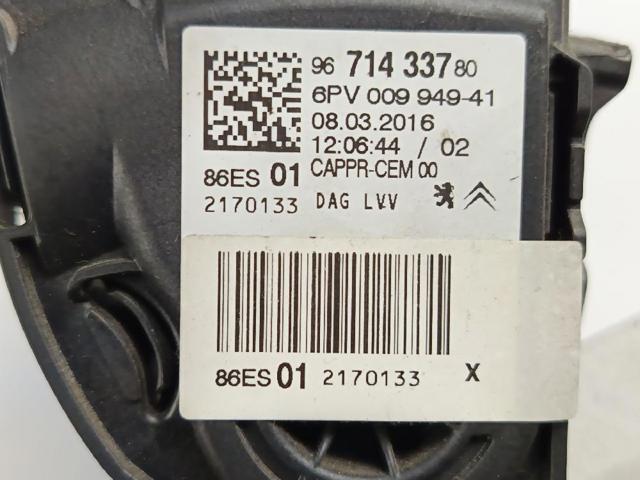 96 714 337 80
6PV 009 949-41
08.03.2016
12:06:44 / 02
86ES 01 CAPPR-CEM 00
2170133 DAG LVV
86ES 01 2170133 X